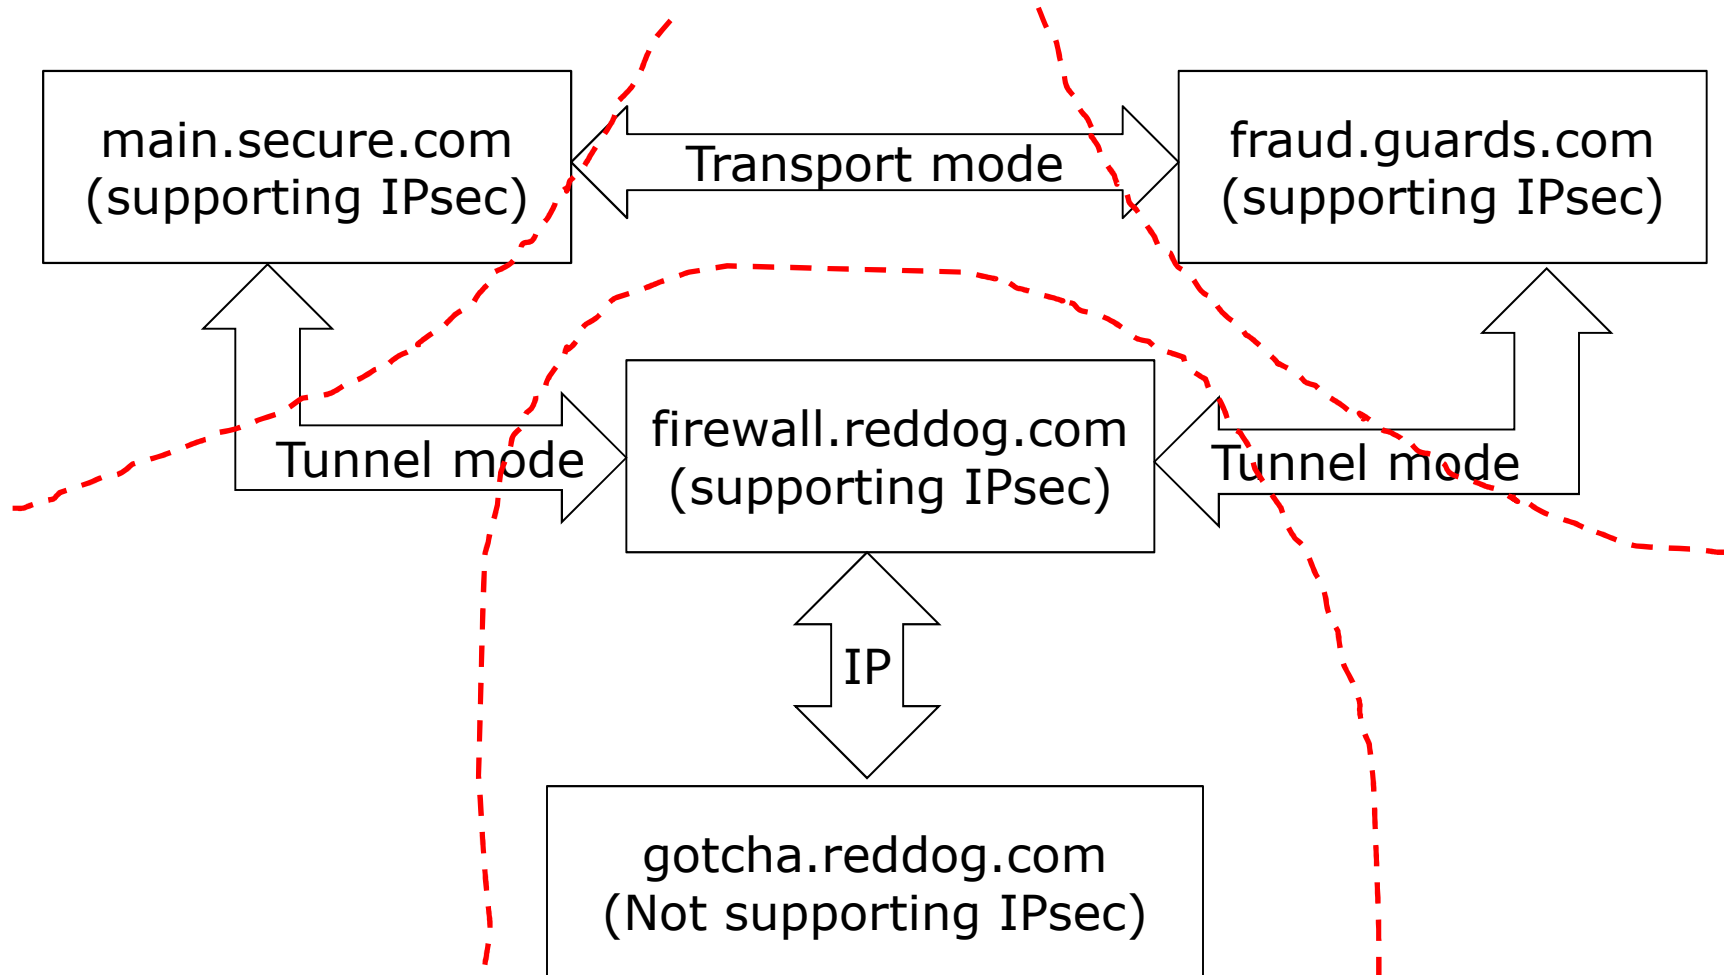 main.secure.com
(supporting IPsec)
Transport mode
fraud.guards.com
(supporting IPsec)
Tunnel mode
firewall.reddog.com
(supporting IPsec)
Tunnel mode
IP
gotcha.reddog.com
(Not supporting IPsec)